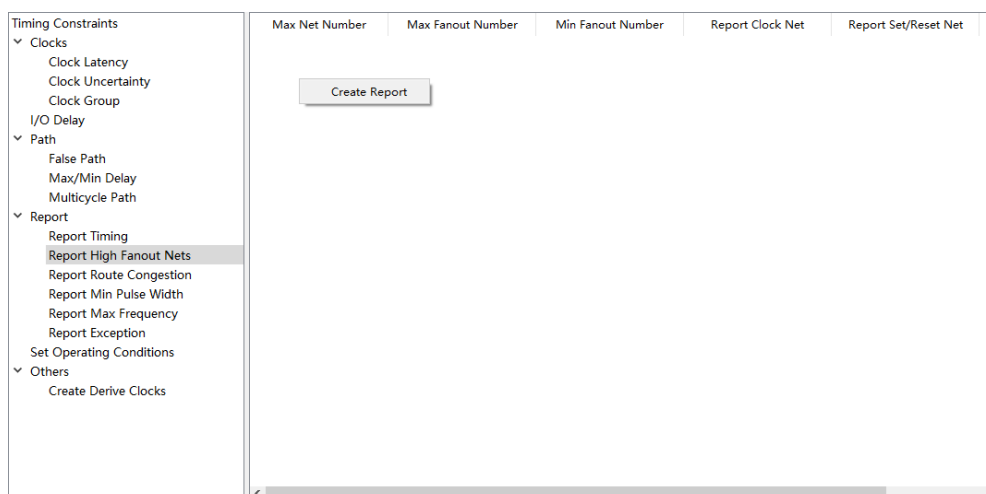 Timing Constraints
Clocks
Clock Latency
Clock Uncertainty
Clock Group
I/O Delay
Path
False Path
Max/Min Delay
Multicycle Path
Report
Report Timing
Report High Fanout Nets
Report Route Congestion
Report Min Pulse Width
Report Max Frequency
Report Exception
Set Operating Conditions
Others
Create Derive Clocks
Max Net Number Max Fanout Number Min Fanout Number Report Clock Net Report Set/Reset Net
Create Report